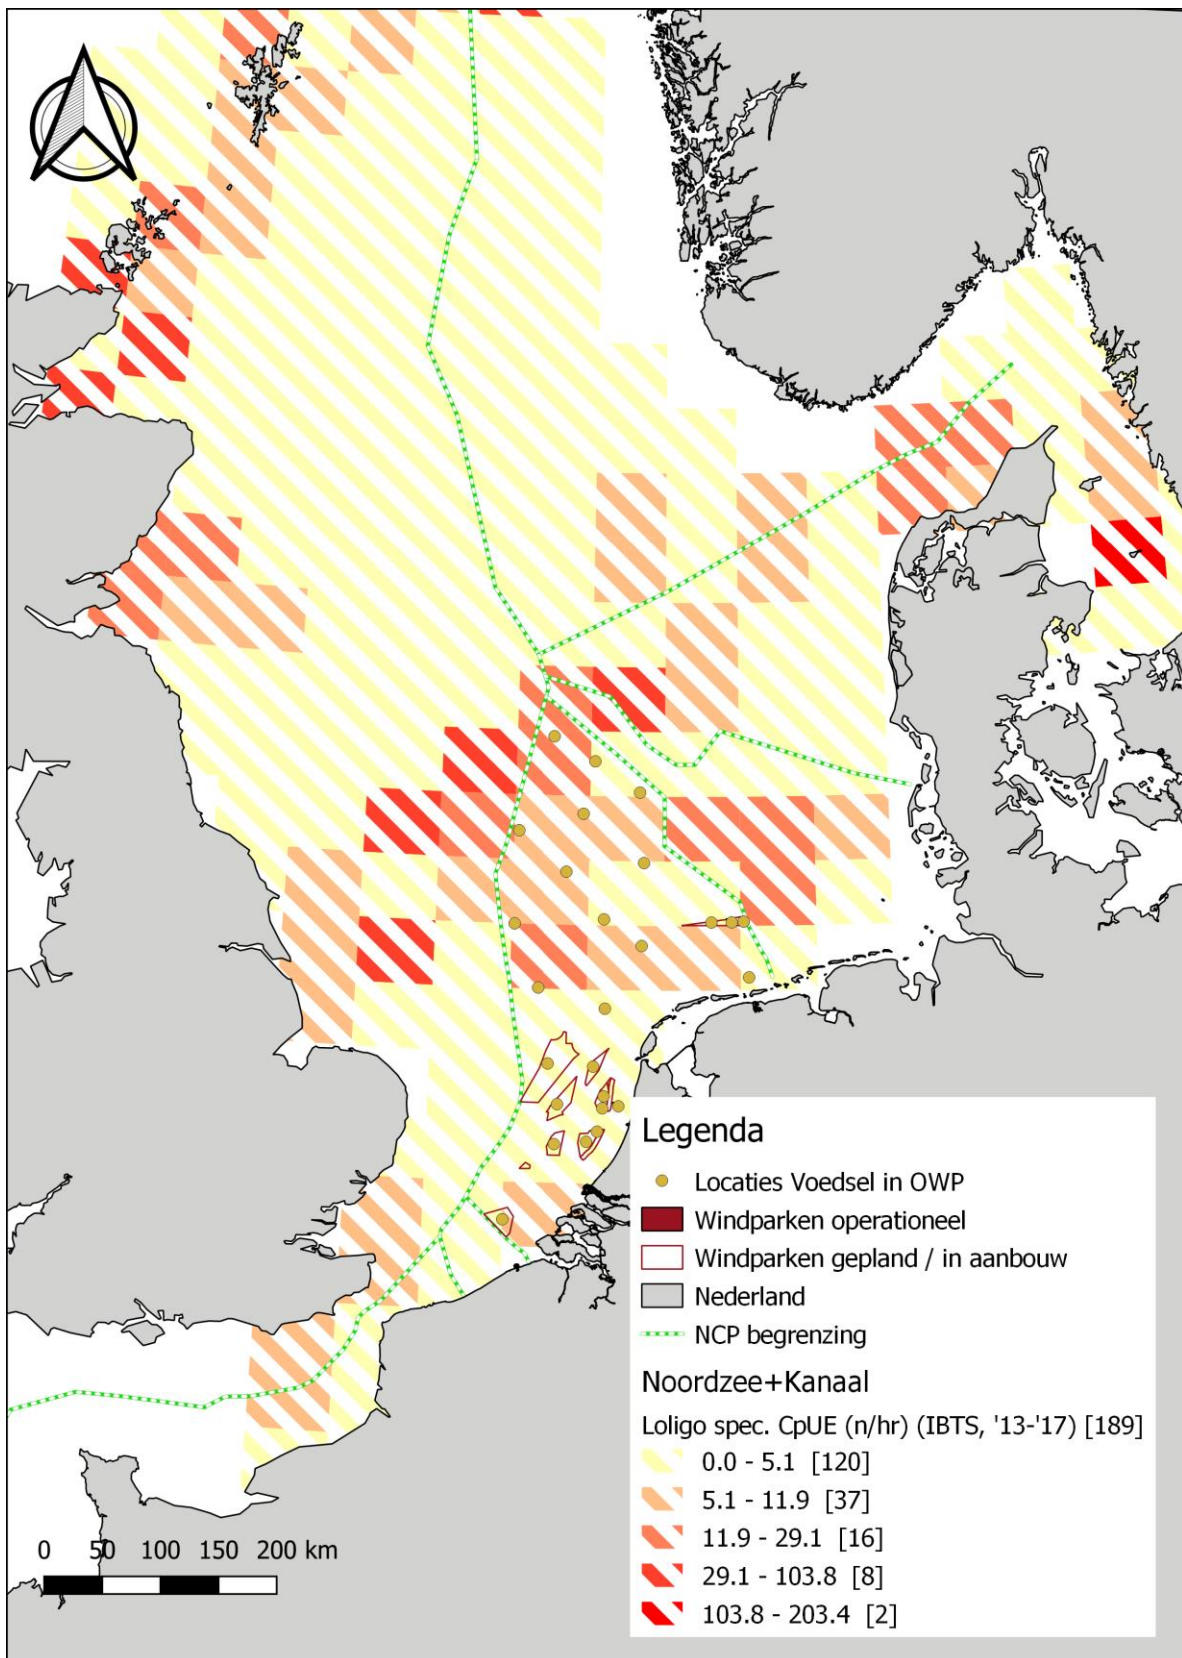 Legenda
Locaties Voedsel in OWP
Windparken operationeel
Windparken gepland / in aanbouw
Nederland
NCP begrenzing
Noordzee+Kanaal
Loligo spec. CpUE (n/hr) (IBTS, '13-'17) [189]
0.0 - 5.1 [120]
5.1 - 11.9 [37]
11.9 - 29.1 [16]
29.1 - 103.8 [8]
103.8 - 203.4 [2]
0 50 100 150 200 km